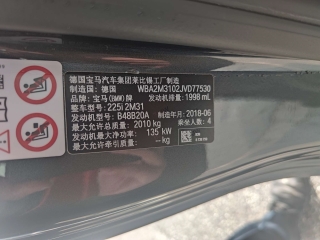 德国宝马汽车集团莱比锡工厂制造
制造国: 德国 WBA2M3102JVD77530
品牌: 宝马(BMW)牌 发动机排量: 1998 mL
整车型号: 225i 2M31
发动机型号: B48B20A 制造年月: 2018-06
最大允许总质量: 2010 kg 乘坐人数: 4
发动机最大净功率: 135 kW
最大允许牵引质量: --kg